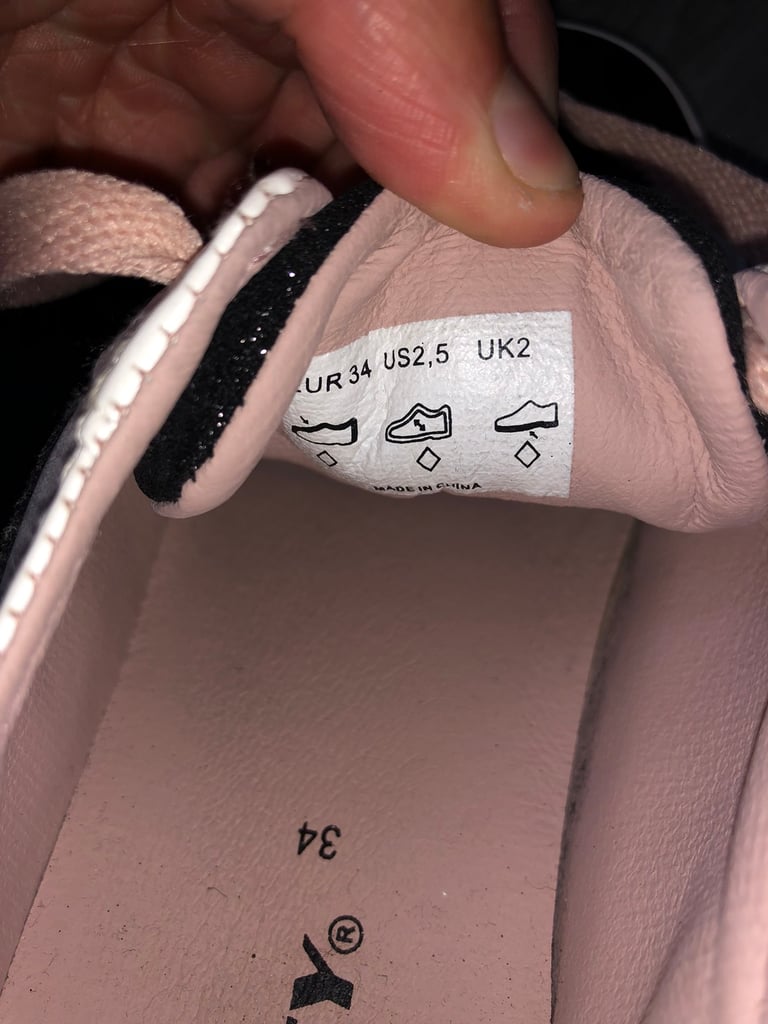 EUR 34 US2,5 UK2
MADE IN CHINA
34
Y®